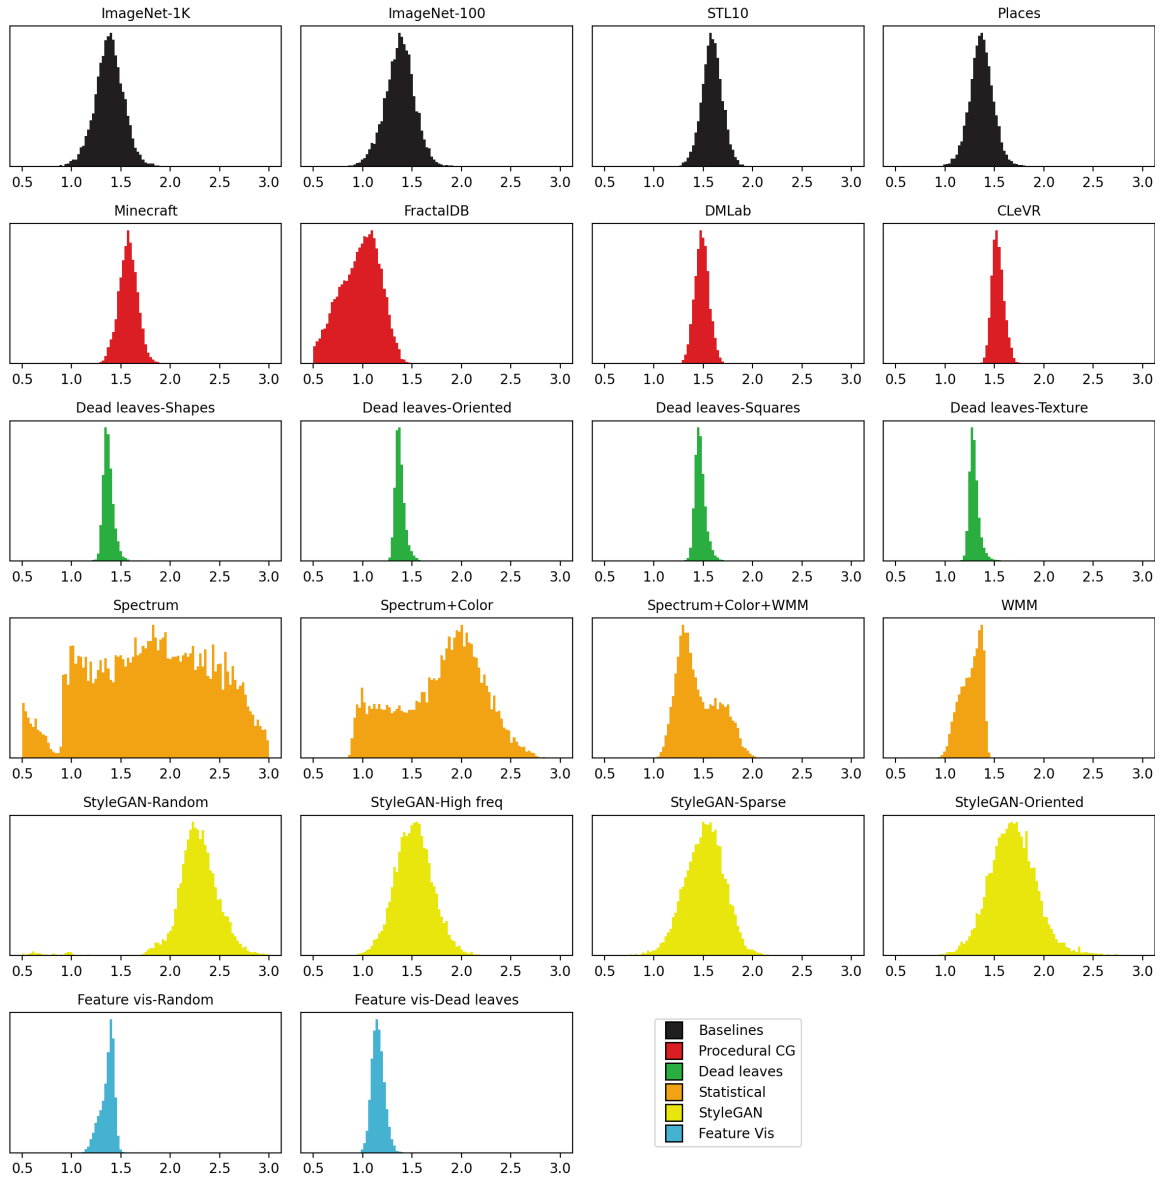 ImageNet-1K ImageNet-100 STL10 Places
0.5 1.0 1.5 2.0 2.5 3.0 0.5 1.0 1.5 2.0 2.5 3.0 0.5 1.0 1.5 2.0 2.5 3.0 0.5 1.0 1.5 2.0 2.5 3.0
Minecraft FractalDB DMLab CLeVR
0.5 1.0 1.5 2.0 2.5 3.0 0.5 1.0 1.5 2.0 2.5 3.0 0.5 1.0 1.5 2.0 2.5 3.0 0.5 1.0 1.5 2.0 2.5 3.0
Dead leaves-Shapes Dead leaves-Oriented Dead leaves-Squares Dead leaves-Texture
0.5 1.0 1.5 2.0 2.5 3.0 0.5 1.0 1.5 2.0 2.5 3.0 0.5 1.0 1.5 2.0 2.5 3.0 0.5 1.0 1.5 2.0 2.5 3.0
Spectrum Spectrum+Color Spectrum+Color+WMM WMM
0.5 1.0 1.5 2.0 2.5 3.0 0.5 1.0 1.5 2.0 2.5 3.0 0.5 1.0 1.5 2.0 2.5 3.0 0.5 1.0 1.5 2.0 2.5 3.0
StyleGAN-Random StyleGAN-High freq StyleGAN-Sparse StyleGAN-Oriented
0.5 1.0 1.5 2.0 2.5 3.0 0.5 1.0 1.5 2.0 2.5 3.0 0.5 1.0 1.5 2.0 2.5 3.0 0.5 1.0 1.5 2.0 2.5 3.0
Feature vis-Random Feature vis-Dead leaves
0.5 1.0 1.5 2.0 2.5 3.0 0.5 1.0 1.5 2.0 2.5 3.0
Baselines
Procedural CG
Dead leaves
Statistical
StyleGAN
Feature Vis